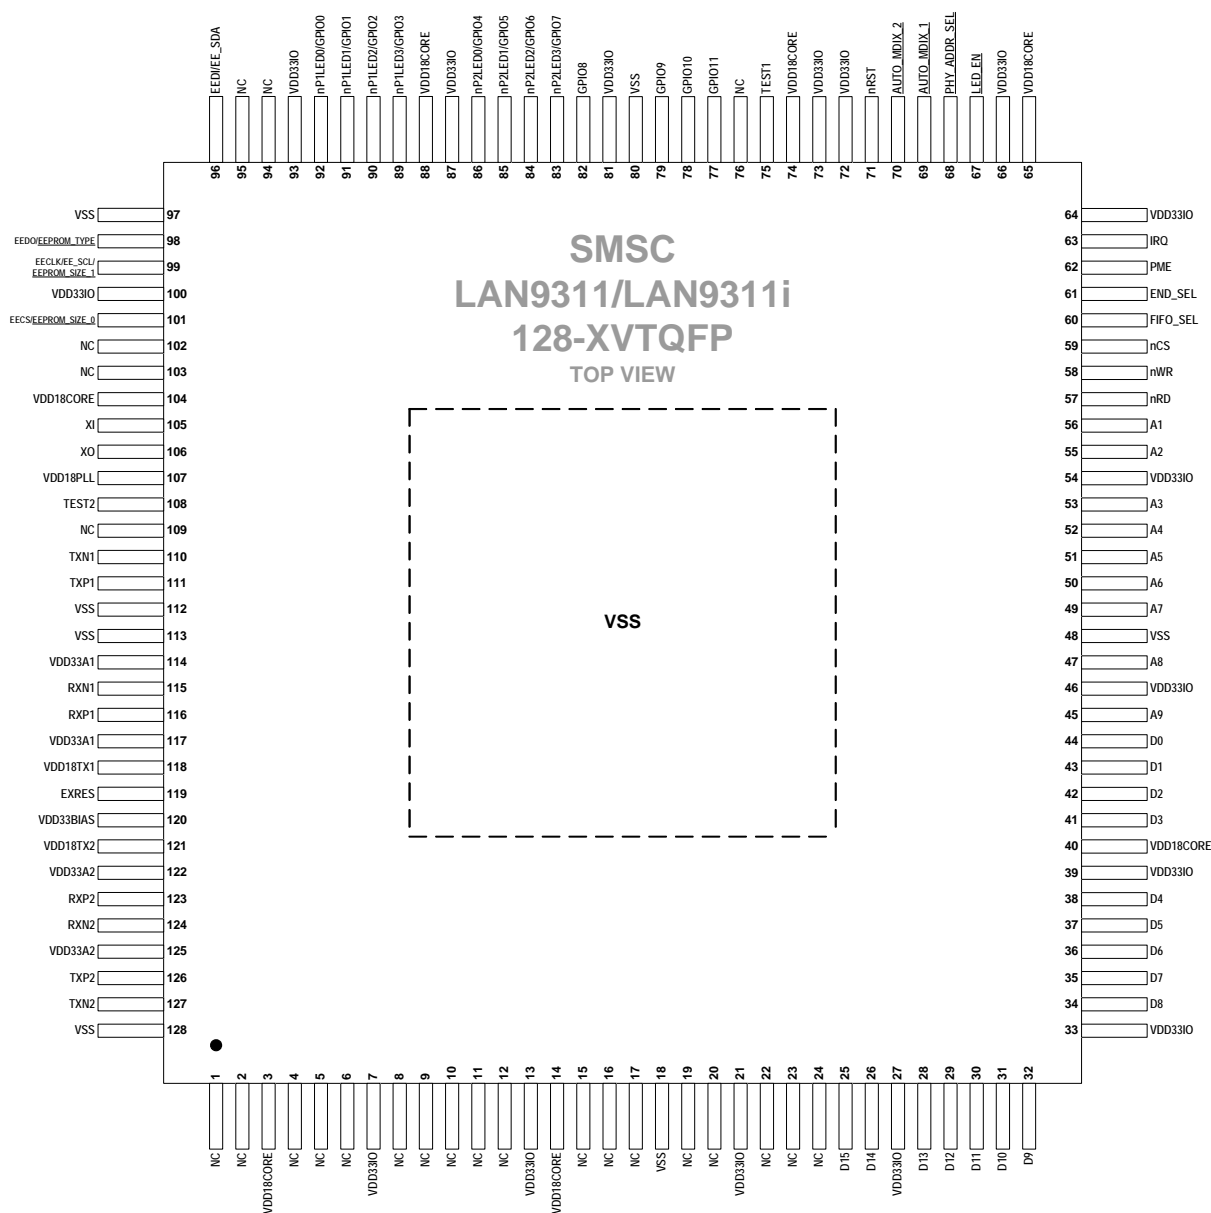 EEDI/EE_SDA
NC
NC
VDD33IO
nP1LED0/GPIO0
nP1LED1/GPIO1
nP1LED2/GPIO2
nP1LED3/GPIO3
VDD18CORE
VDD33IO
nP2LED0/GPIO4
nP2LED1/GPIO5
nP2LED2/GPIO6
nP2LED3/GPIO7
GPIO8
VDD33IO
VSS
GPIO9
GPIO10
GPIO11
NC
TEST1
VDD18CORE
VDD33IO
VDD33IO
nRST
AUTO_MDIX_2
AUTO_MDIX_1
PHY_ADDR_SEL
LED_EN
VDD33IO
VDD18CORE
96 95 94 93 92 91 90 89 88 87 86 85 84 83 82 81 80 79 78 77 76 75 74 73 72 71 70 69 68 67 66 65
SMSC
LAN9311/LAN9311i
128-XVTQFP
TOP VIEW
VSS
VSS 97
EEDO/EEPROM_TYPE 98
EECLK/EE_SCL/
EEPROM_SIZE_1 99
VDD33IO 100
EECS/EEPROM_SIZE_0 101
NC 102
NC 103
VDD18CORE 104
XI 105
XO 106
VDD18PLL 107
TEST2 108
NC 109
TXN1 110
TXP1 111
VSS 112
VSS 113
VDD33A1 114
RXN1 115
RXP1 116
VDD33A1 117
VDD18TX1 118
EXRES 119
VDD33BIAS 120
VDD18TX2 121
VDD33A2 122
RXP2 123
RXN2 124
VDD33A2 125
TXP2 126
TXN2 127
VSS 128
64 VDD33IO
63 IRQ
62 PME
61 END_SEL
60 FIFO_SEL
59 nCS
58 nWR
57 nRD
56 A1
55 A2
54 VDD33IO
53 A3
52 A4
51 A5
50 A6
49 A7
48 VSS
47 A8
46 VDD33IO
45 A9
44 D0
43 D1
42 D2
41 D3
40 VDD18CORE
39 VDD33IO
38 D4
37 D5
36 D6
35 D7
34 D8
33 VDD33IO
1 2 3 4 5 6 7 8 9 10 11 12 13 14 15 16 17 18 19 20 21 22 23 24 25 26 27 28 29 30 31 32
NC
NC
VDD18CORE
NC
NC
NC
VDD33IO
NC
NC
NC
NC
NC
VDD33IO
VDD18CORE
NC
NC
NC
VSS
NC
NC
VDD33IO
NC
NC
NC
D15
D14
VDD33IO
D13
D12
D11
D10
D9